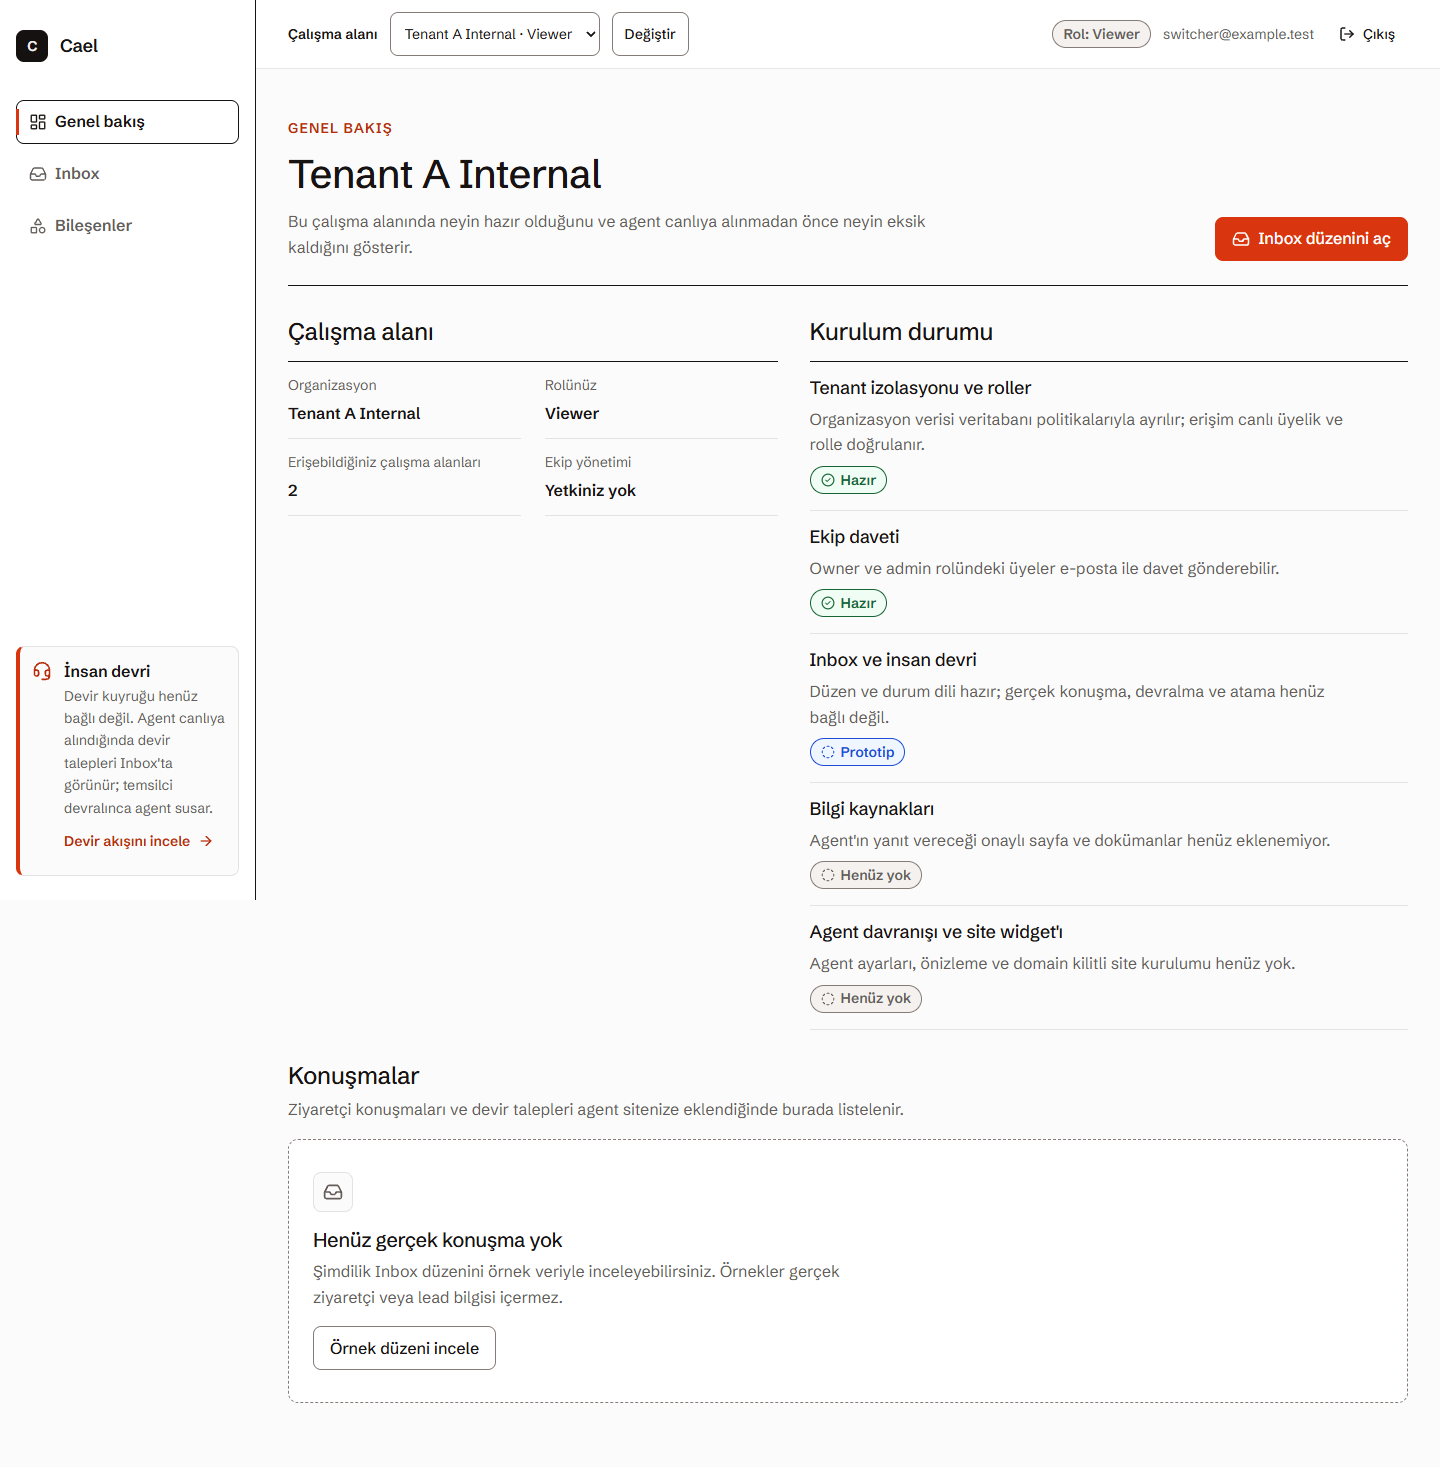 C
Cael
Genel bakış
Inbox
Bileşenler
İnsan devri
Devir kuyruğu henüz
bağlı değil. Agent canlıya
alındığında devir
talepleri Inbox'ta
görünür; temsilci
devralınca agent susar.
Devir akışını incele
Çalışma alanı
Tenant A Internal · Viewer
Değiştir
Rol: Viewer
switcher@example.test
Çıkış
GENEL BAKIŞ
Tenant A Internal
Bu çalışma alanında neyin hazır olduğunu ve agent canlıya alınmadan önce neyin eksik
kaldığını gösterir.
Inbox düzenini aç
Çalışma alanı
Organizasyon
Tenant A Internal
Rolünüz
Viewer
Erişebildiğiniz çalışma alanları
2
Ekip yönetimi
Yetkiniz yok
Kurulum durumu
Tenant izolasyonu ve roller
Organizasyon verisi veritabanı politikalarıyla ayrılır; erişim canlı üyelik ve
rolle doğrulanır.
Hazır
Ekip daveti
Owner ve admin rolündeki üyeler e-posta ile davet gönderebilir.
Hazır
Inbox ve insan devri
Düzen ve durum dili hazır; gerçek konuşma, devralma ve atama henüz
bağlı değil.
Prototip
Bilgi kaynakları
Agent'ın yanıt vereceği onaylı sayfa ve dokümanlar henüz eklenemiyor.
Henüz yok
Agent davranışı ve site widget'ı
Agent ayarları, önizleme ve domain kilitli site kurulumu henüz yok.
Henüz yok
Konuşmalar
Ziyaretçi konuşmaları ve devir talepleri agent sitenize eklendiğinde burada listelenir.
Henüz gerçek konuşma yok
Şimdilik Inbox düzenini örnek veriyle inceleyebilirsiniz. Örnekler gerçek
ziyaretçi veya lead bilgisi içermez.
Örnek düzeni incele